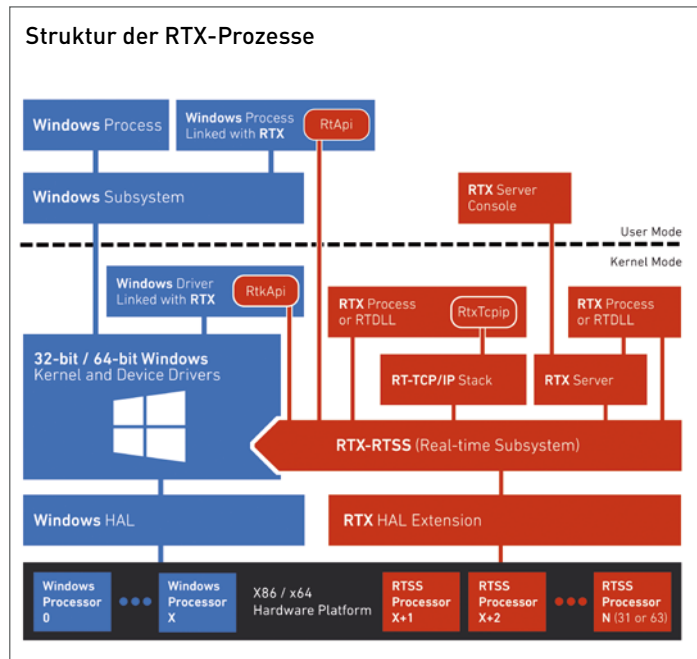 Struktur der RTX-Prozesse
Windows Process
Windows Process
Linked with RTX
RtApi
Windows Subsystem
RTX Server
Console
User Mode
Kernel Mode
Windows Driver
Linked with RTX
RtkApi
RTX Process
or RTDLL
RtxTcpip
RTX Process
or RTDLL
32-bit / 64-bit Windows
Kernel and Device Drivers
RT-TCP/IP Stack
RTX Server
RTX-RTSS (Real-time Subsystem)
Windows HAL
RTX HAL Extension
Windows
Processor
0
Windows
Processor
X
X86 / x64
Hardware Platform
RTSS
Processor
X+1
RTSS
Processor
X+2
RTSS
Processor
N (31 or 63)